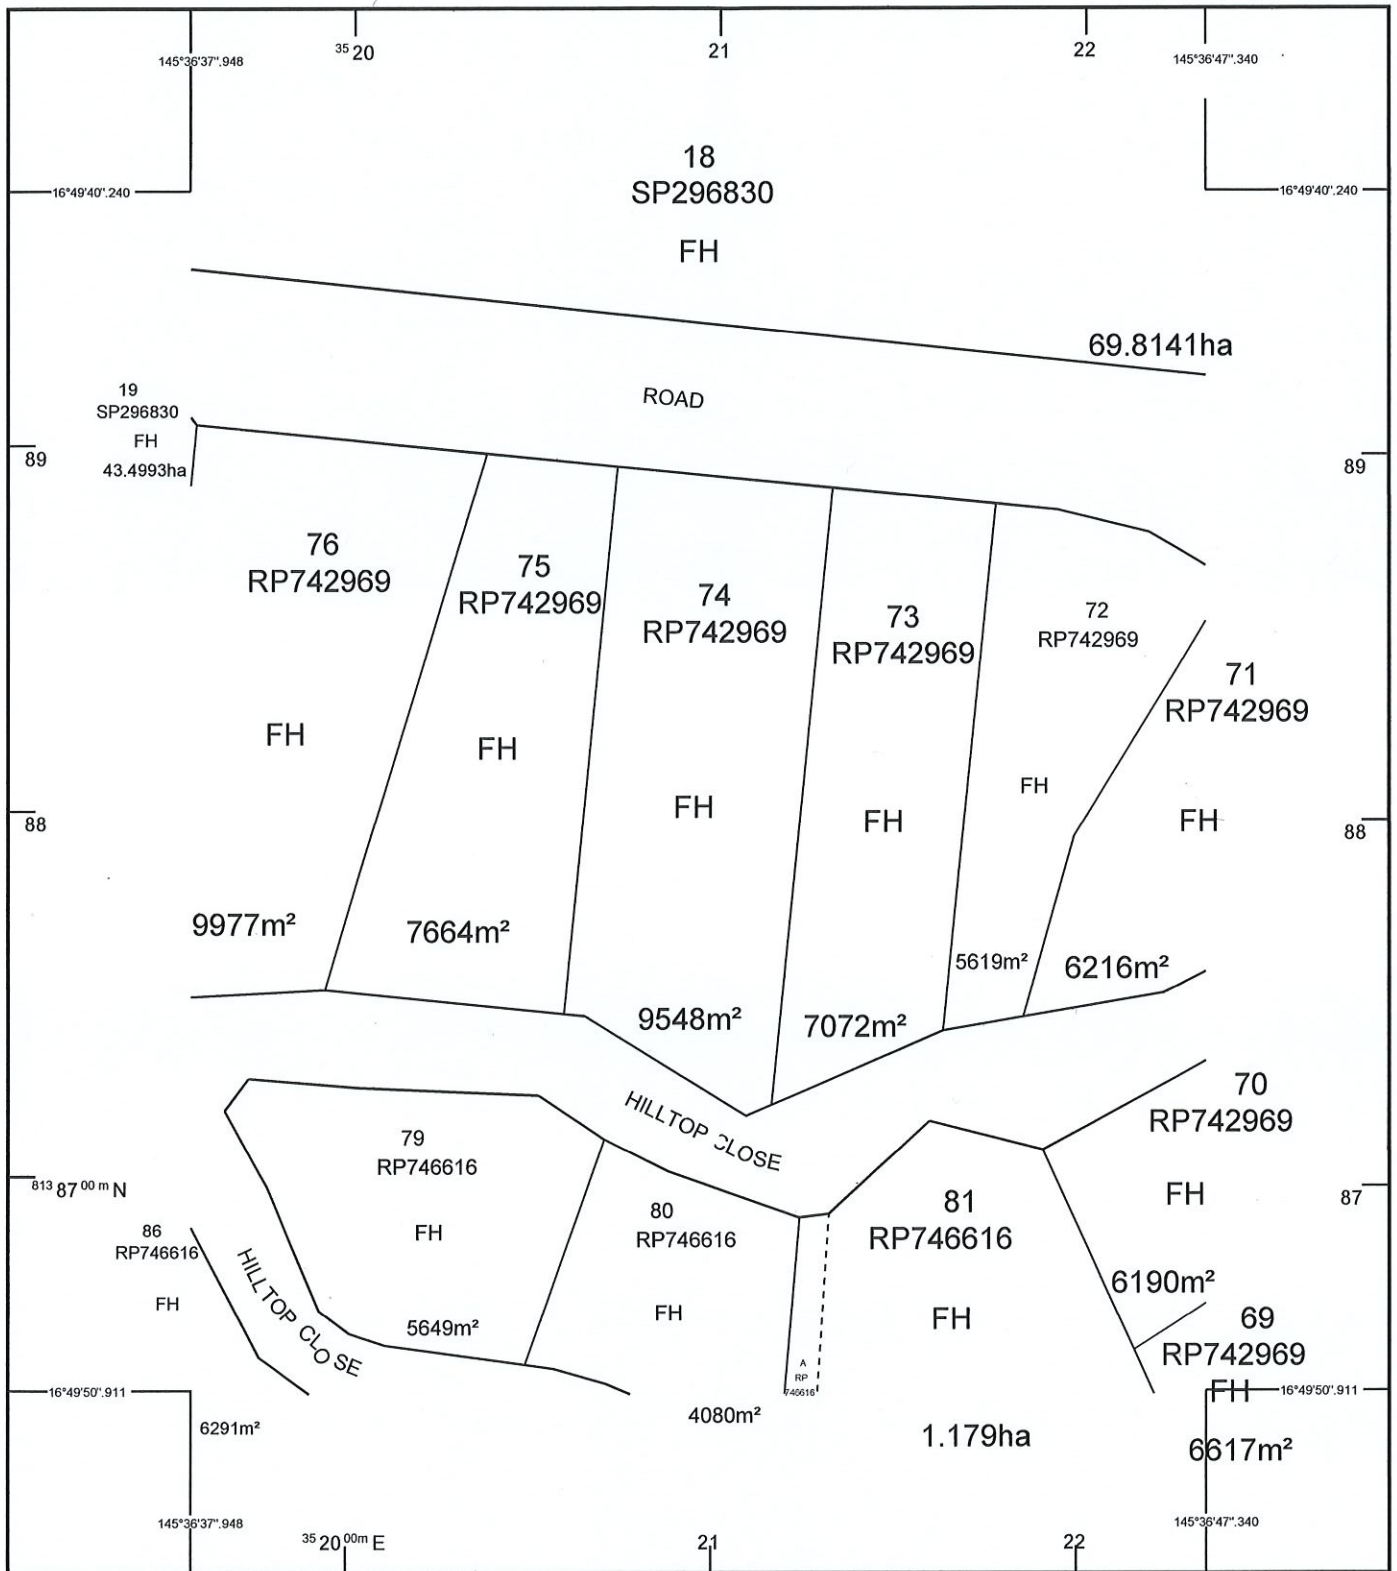 35 20
21
22
145°36'37".948
145°36'47".340
18
SP296830
FH
16°49'40".240
16°49'40".240
69.8141ha
ROAD
19
SP296830
FH
43.4993ha
89
89
76
RP742969
FH
9977m²
75
RP742969
FH
7664m²
74
RP742969
FH
9548m²
73
RP742969
FH
7072m²
72
RP742969
FH
5619m²
71
RP742969
FH
6216m²
88
88
HILLTOP CLOSE
70
RP742969
FH
6190m²
79
RP746616
FH
5649m²
80
RP746616
FH
4080m²
81
RP746616
FH
1.179ha
813 87 00 m N
87
86
RP746616
FH
6291m²
HILLTOP CLOSE
A
RP
746616
69
RP742969
FH
6617m²
16°49'50".911
16°49'50".911
145°36'37".948
145°36'47".340
35 20 00m E
21
22